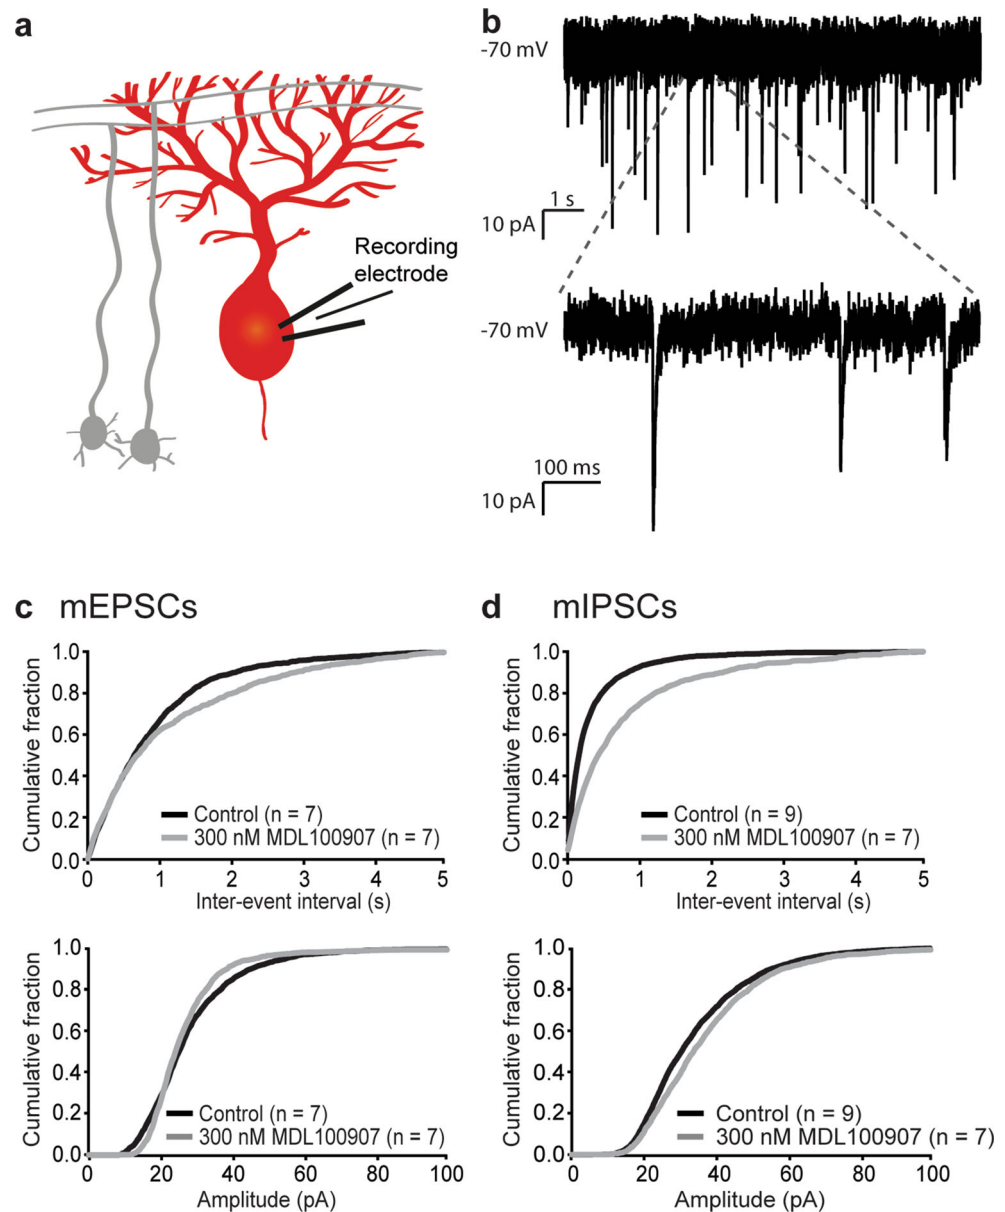 a
Recording
electrode
b
-70 mV
1 s
10 pA
-70 mV
100 ms
10 pA
c mEPSCs
Cumulative fraction
1.0
0.8
0.6
0.4
0.2
0.0
Control (n = 7)
300 nM MDL100907 (n = 7)
0 1 2 3 4 5
Inter-event interval (s)
Cumulative fraction
1.0
0.8
0.6
0.4
0.2
0.0
Control (n = 7)
300 nM MDL100907 (n = 7)
0 20 40 60 80 100
Amplitude (pA)
d mIPSCs
Cumulative fraction
1.0
0.8
0.6
0.4
0.2
0.0
Control (n = 9)
300 nM MDL100907 (n = 7)
0 1 2 3 4 5
Inter-event interval (s)
Cumulative fraction
1.0
0.8
0.6
0.4
0.2
0.0
Control (n = 9)
300 nM MDL100907 (n = 7)
0 20 40 60 80 100
Amplitude (pA)